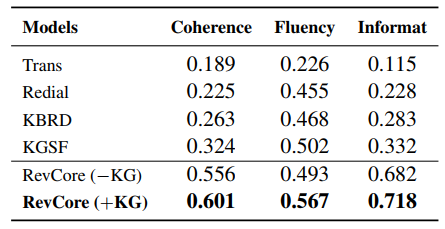 Models Coherence Fluency Informat
Trans 0.189 0.226 0.115
Redial 0.225 0.455 0.228
KBRD 0.263 0.468 0.283
KGSF 0.324 0.502 0.332
RevCore (−KG) 0.556 0.493 0.682
RevCore (+KG) 0.601 0.567 0.718